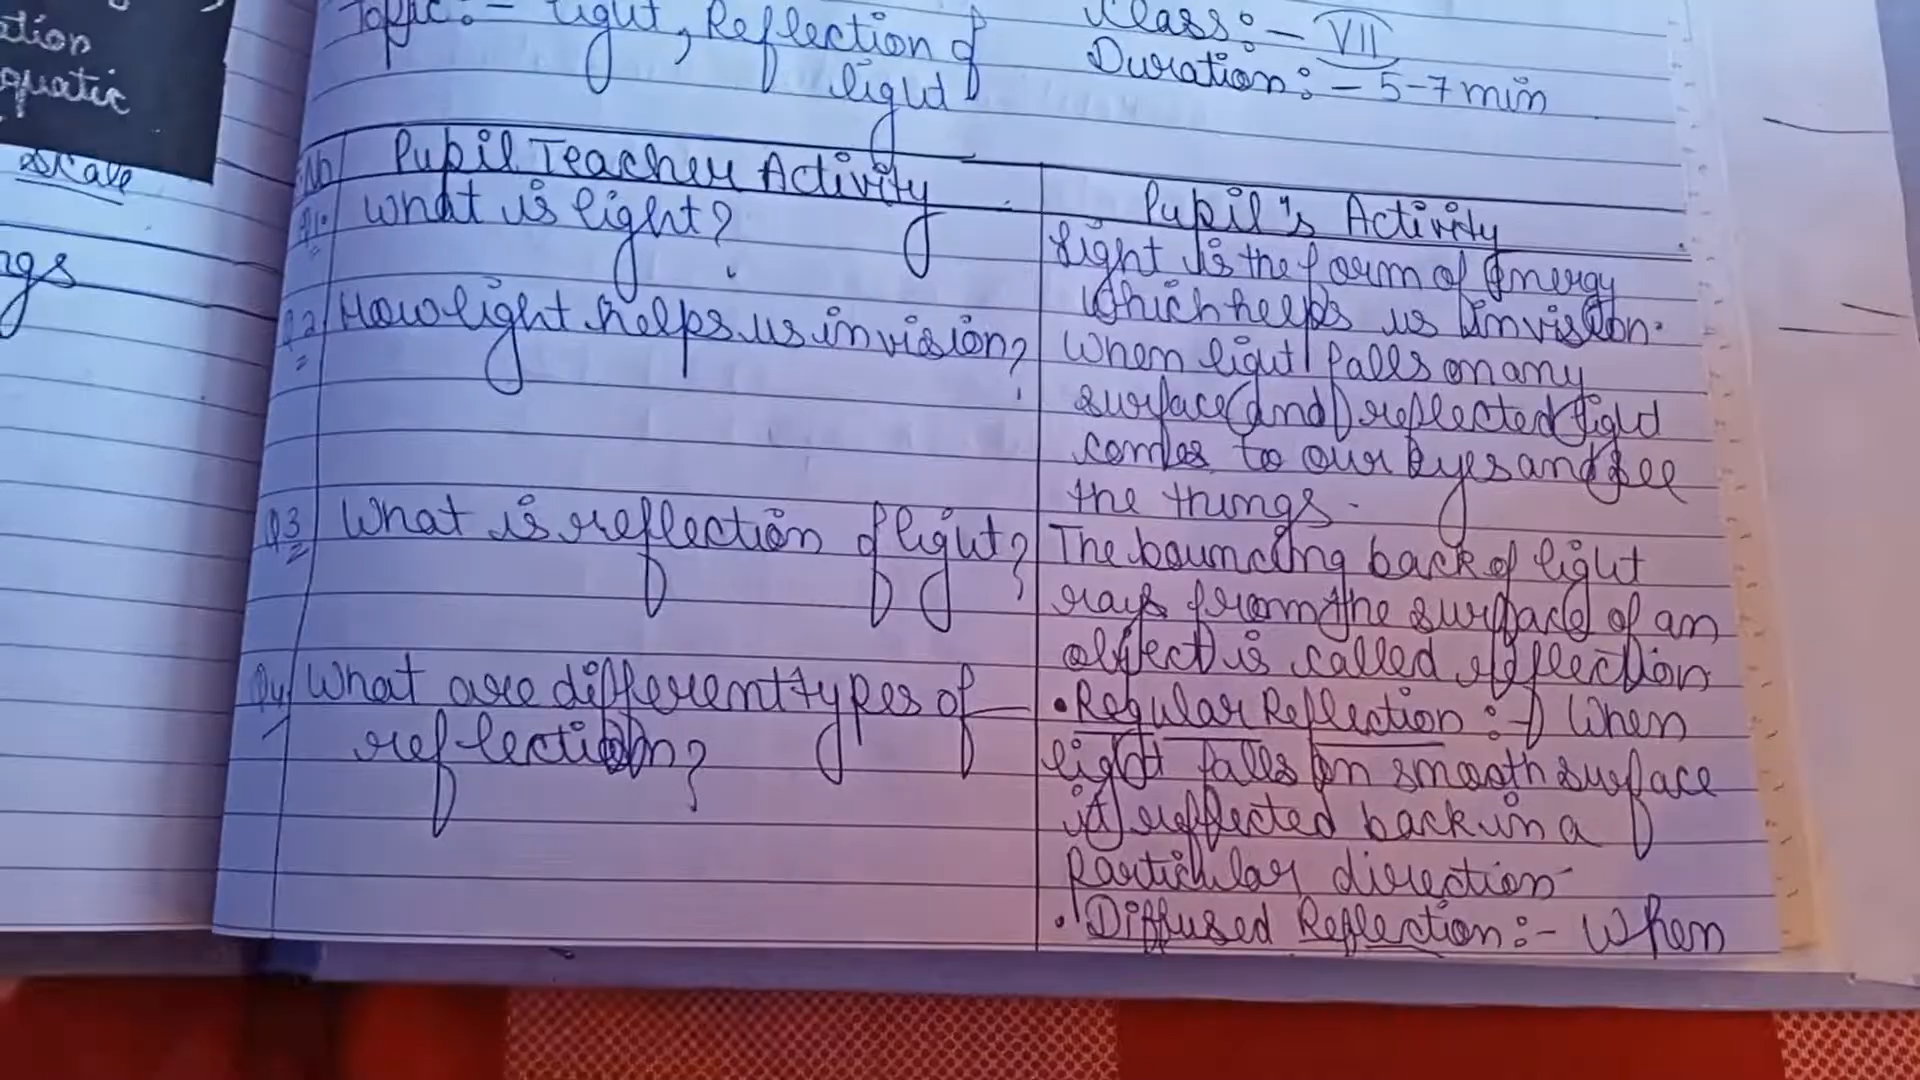 ation
quatic
scale
ngs
Topic:- Light, Reflection of
light
Class:- VII
Duration:- 5-7 min
S.No Pupil Teacher Activity
Pupil's Activity
Q1. What is light?
Light is the form of Energy
which helps us in vision.
Q2 How light helps us in vision?
When light falls on any
surface and reflected light
comes to our Eyes and see
the things.
Q3 What is reflection of light?
The bouncing back of light
rays from the surface of an
object is called reflection
Q4 What are different types of
reflection?
• Regular Reflection:- When
light falls on smooth surface
it reflected back in a
Particular direction
• Diffused Reflection:- When